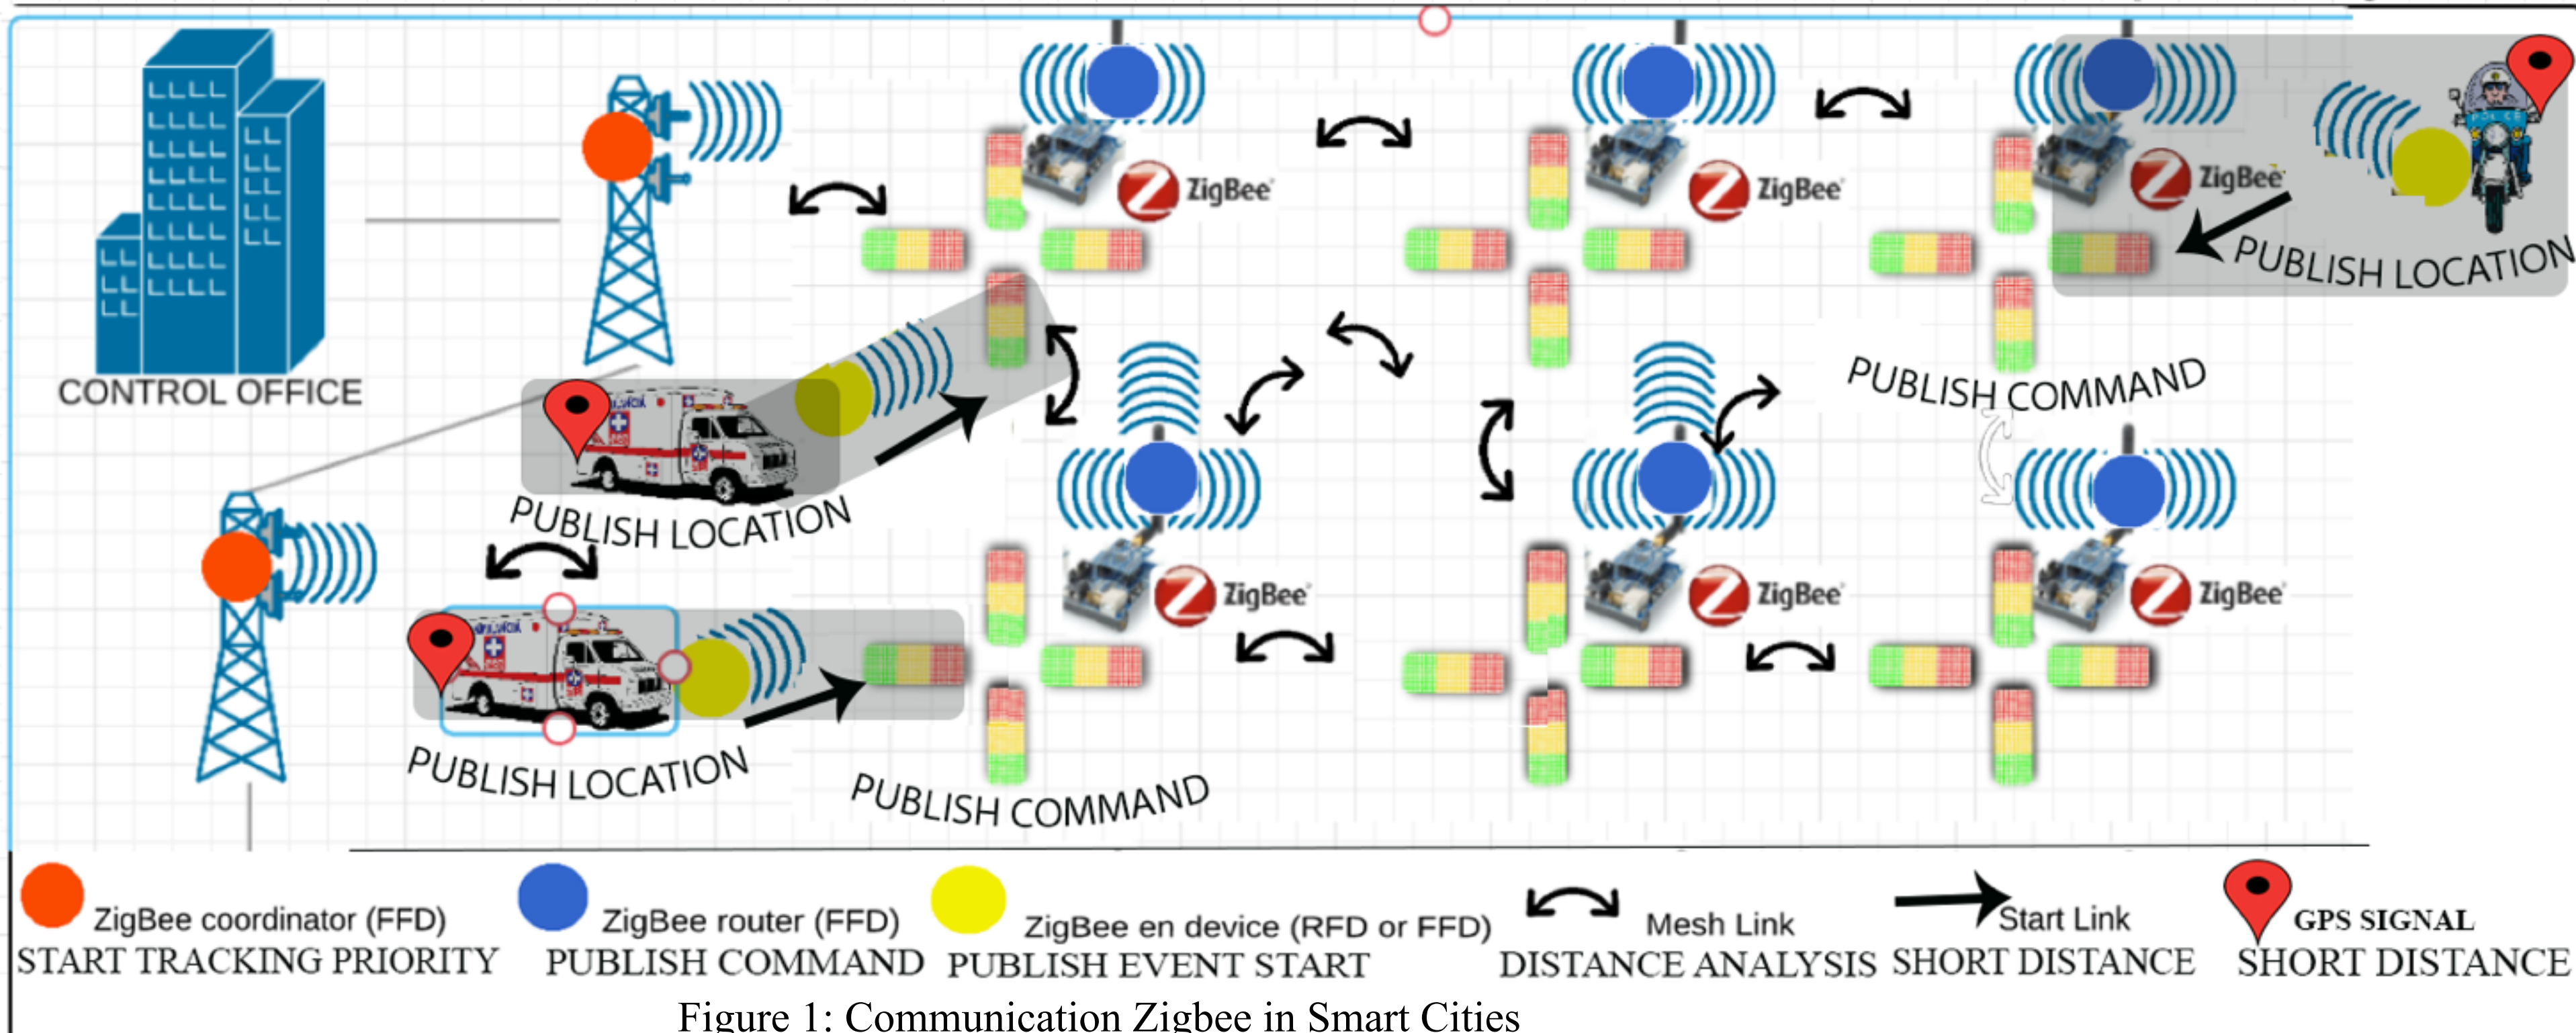 CONTROL OFFICE
ZigBee
ZigBee
ZigBee
PUBLISH LOCATION
PUBLISH LOCATION
PUBLISH COMMAND
ZigBee
ZigBee
ZigBee
PUBLISH LOCATION
PUBLISH COMMAND
ZigBee coordinator (FFD)
START TRACKING PRIORITY
ZigBee router (FFD)
PUBLISH COMMAND
ZigBee en device (RFD or FFD)
PUBLISH EVENT START
Mesh Link
DISTANCE ANALYSIS
Start Link
SHORT DISTANCE
GPS SIGNAL
SHORT DISTANCE
Figure 1: Communication Zigbee in Smart Cities